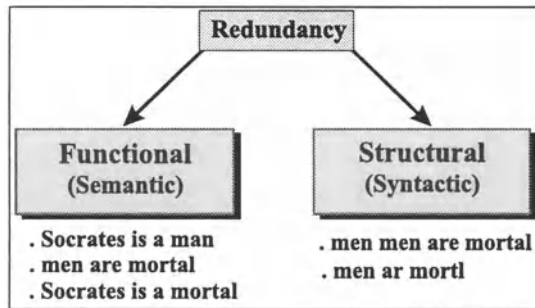 Redundancy
Functional
(Semantic)
. Socrates is a man
. men are mortal
. Socrates is a mortal
Structural
(Syntactic)
. men men are mortal
. men ar mortl